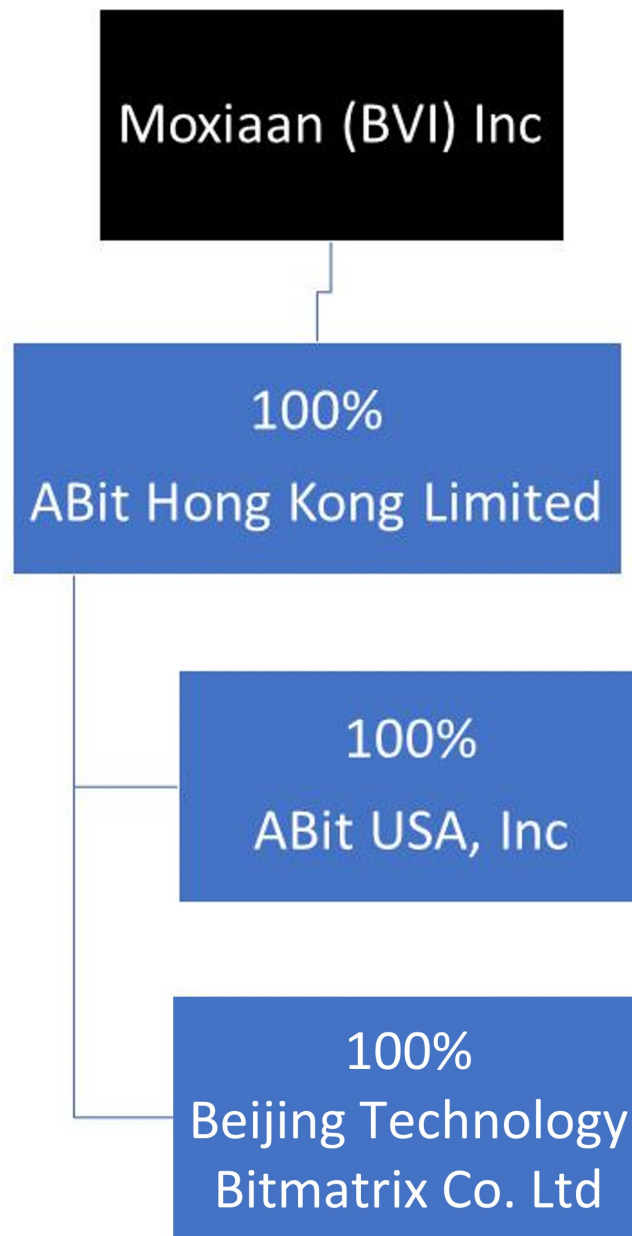 Moxiaan (BVI) Inc
100%
ABit Hong Kong Limited
100%
ABit USA, Inc
100%
Beijing Technology
Bitmatrix Co. Ltd